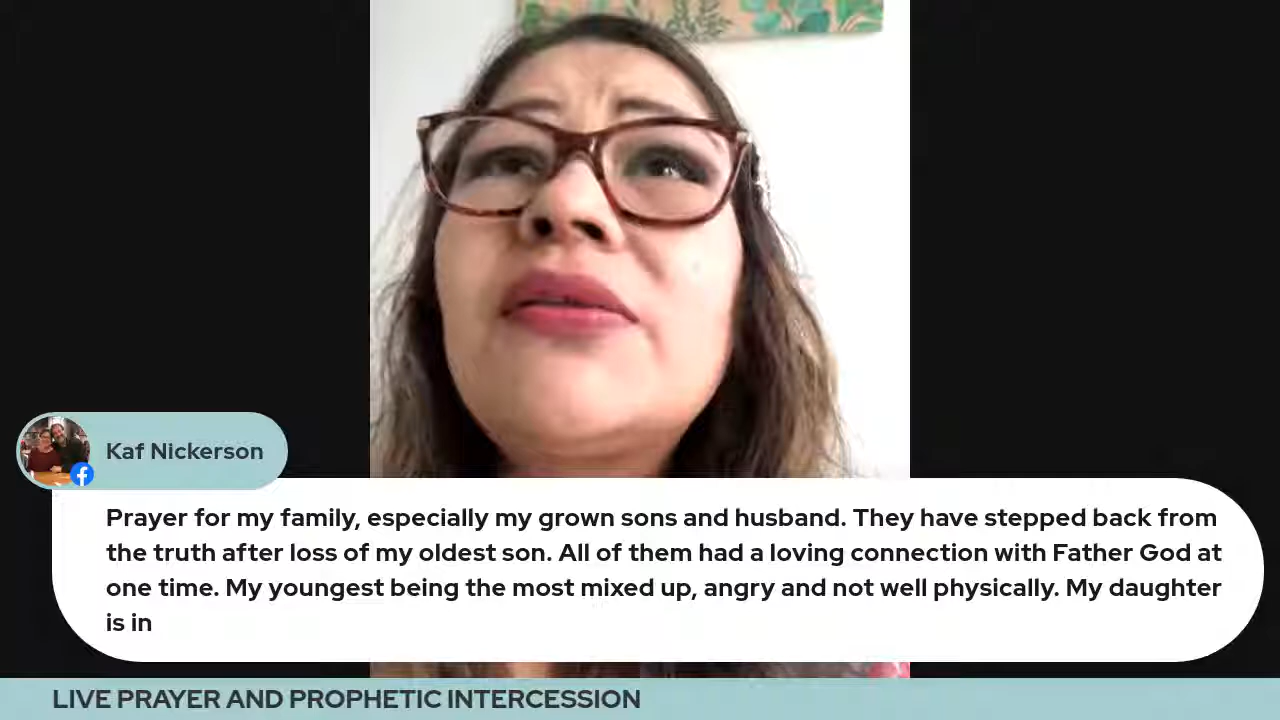 Kaf Nickerson
Prayer for my family, especially my grown sons and husband. They have stepped back from
the truth after loss of my oldest son. All of them had a loving connection with Father God at
one time. My youngest being the most mixed up, angry and not well physically. My daughter
is in
LIVE PRAYER AND PROPHETIC INTERCESSION